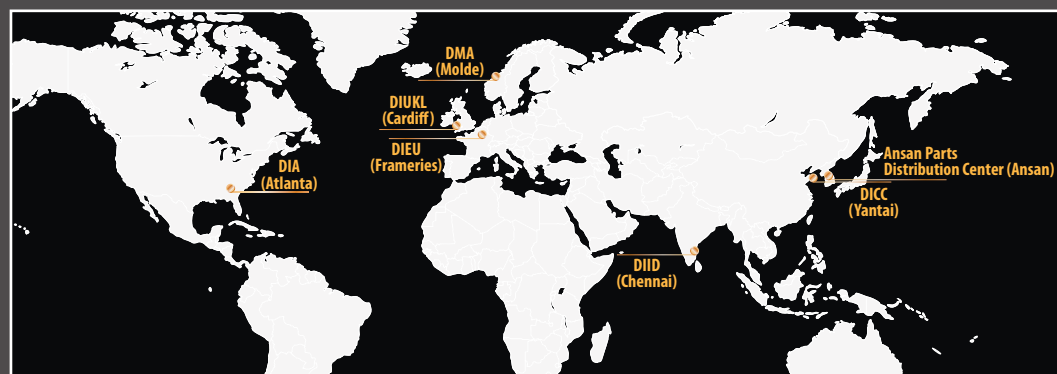 DMA
(Molde)
DIUKL
(Cardiff)
DIEU
(Frameries)
DIA
(Atlanta)
Ansan Parts
Distribution Center (Ansan)
DICC
(Yantai)
DIID
(Chennai)